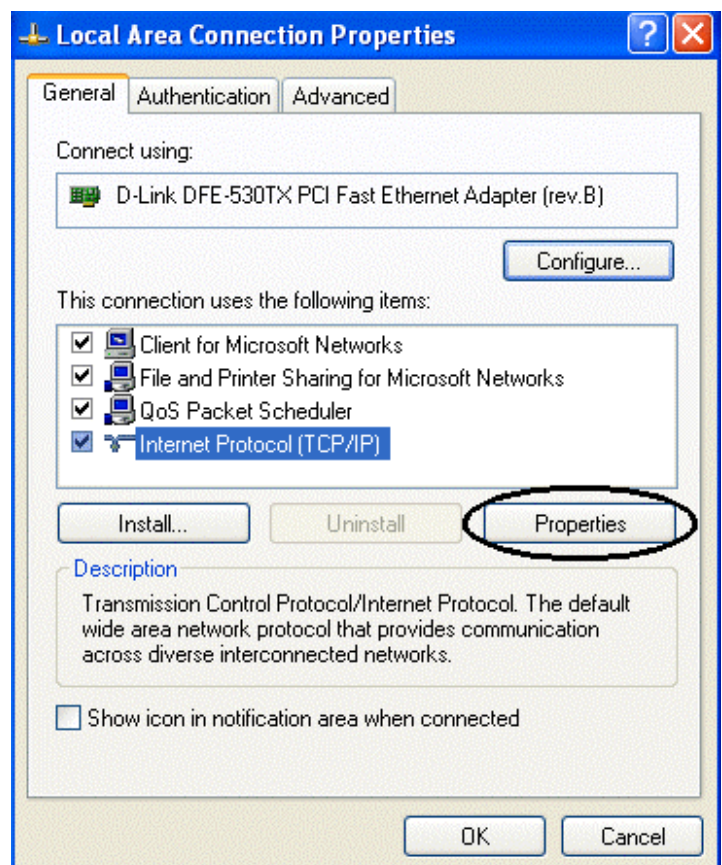 Local Area Connection Properties
General Authentication Advanced
Connect using:
D-Link DFE-530TX PCI Fast Ethernet Adapter (rev.B)
Configure...
This connection uses the following items:
Client for Microsoft Networks
File and Printer Sharing for Microsoft Networks
QoS Packet Scheduler
Internet Protocol (TCP/IP)
Install... Uninstall Properties
Description
Transmission Control Protocol/Internet Protocol. The default
wide area network protocol that provides communication
across diverse interconnected networks.
Show icon in notification area when connected
OK Cancel